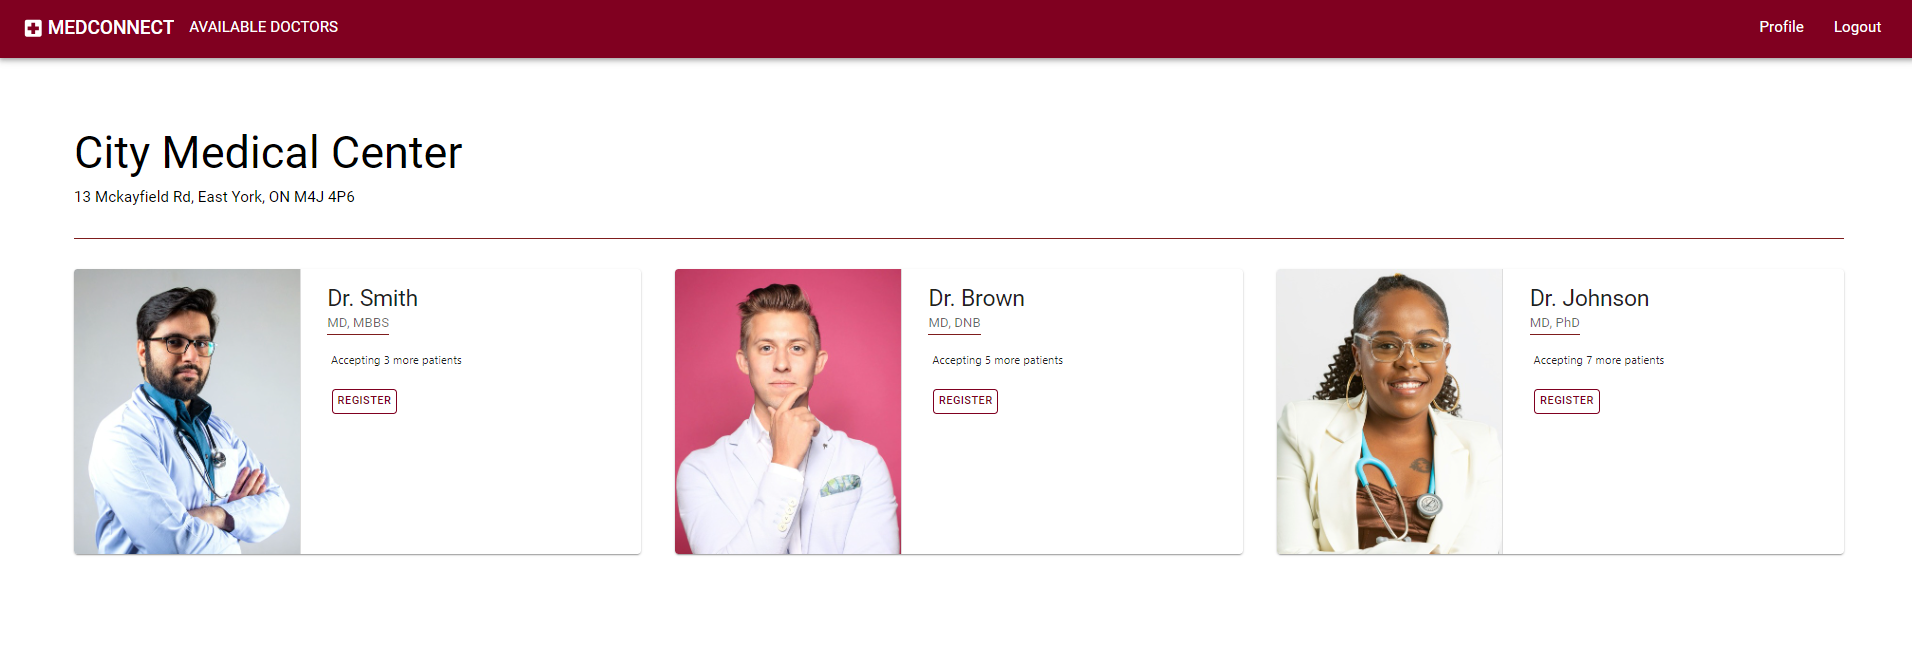 MEDCONNECT AVAILABLE DOCTORS Profile Logout
City Medical Center
13 Mckayfield Rd, East York, ON M4J 4P6
Dr. Smith
MD, MBBS
Accepting 3 more patients
REGISTER
Dr. Brown
MD, DNB
Accepting 5 more patients
REGISTER
Dr. Johnson
MD, PhD
Accepting 7 more patients
REGISTER